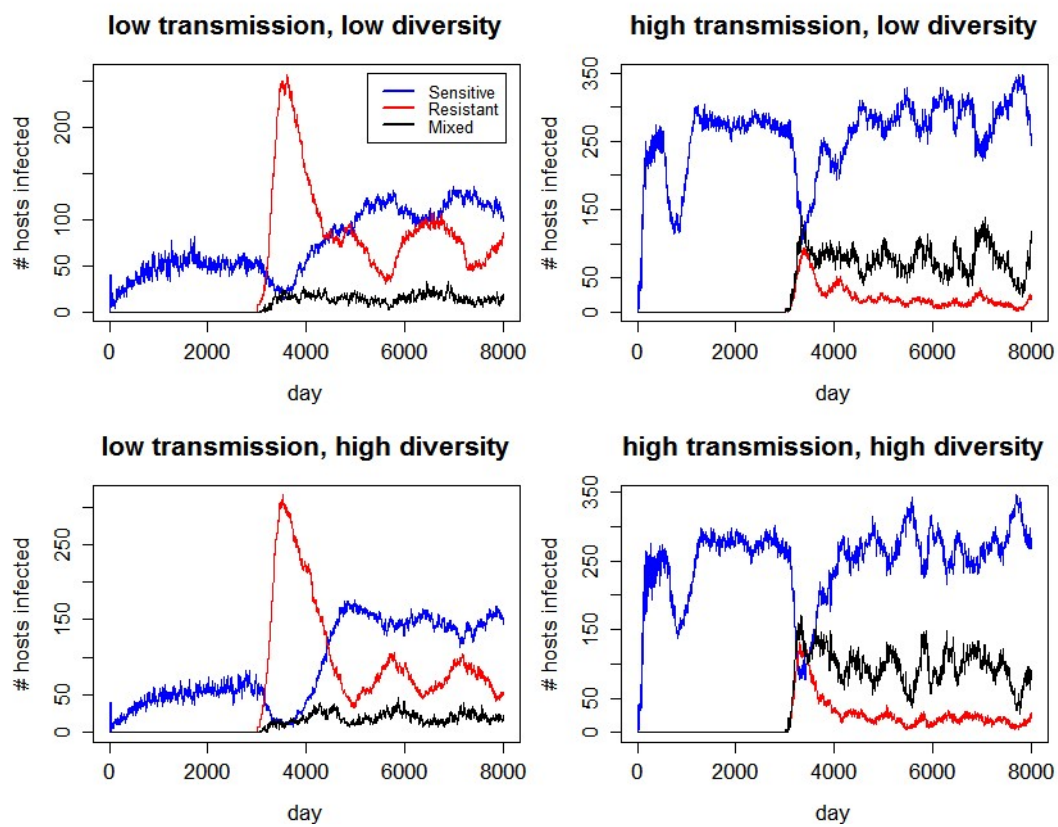 low transmission, low diversity
# hosts infected
0 50 100 200
Sensitive
Resistant
Mixed
0 2000 4000 6000 8000
day
high transmission, low diversity
# hosts infected
0 50 150 250 350
0 2000 4000 6000 8000
day
low transmission, high diversity
# hosts infected
0 50 150 250
0 2000 4000 6000 8000
day
high transmission, high diversity
# hosts infected
0 50 150 250 350
0 2000 4000 6000 8000
day